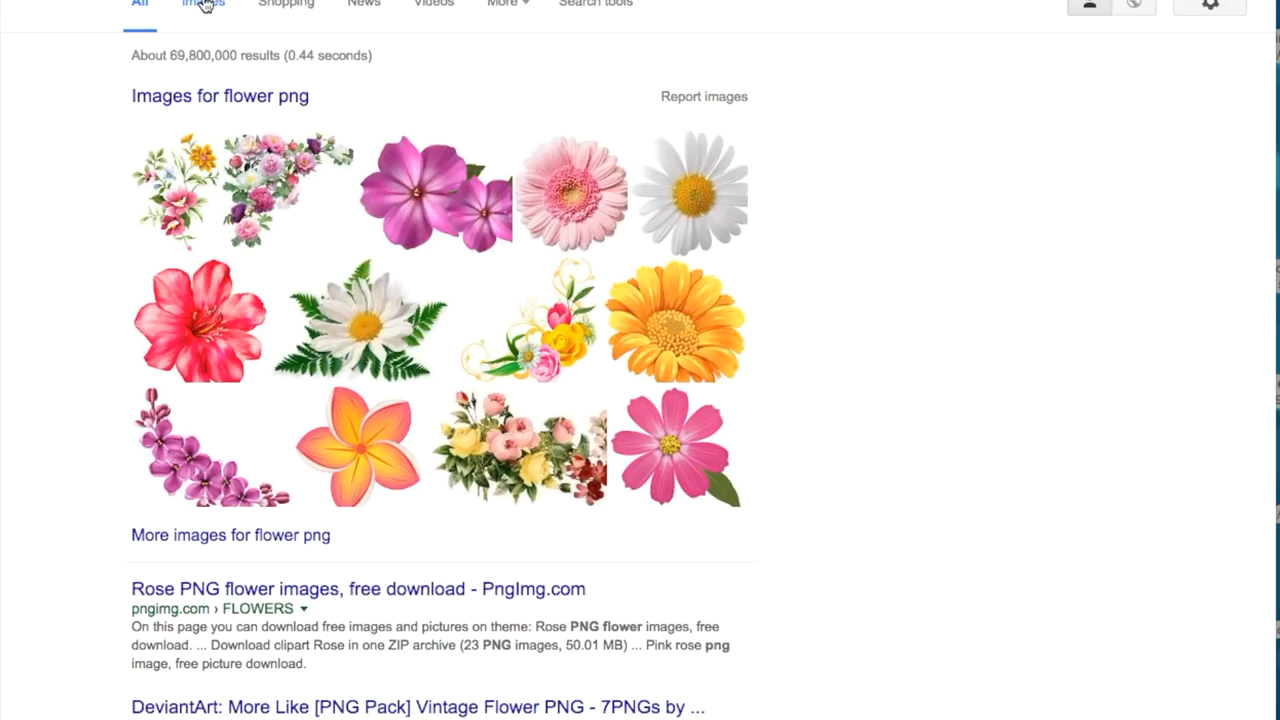 All Images Shopping News Videos More Search tools
About 69,800,000 results (0.44 seconds)
Images for flower png Report images
More images for flower png
Rose PNG flower images, free download - PngImg.com
pngimg.com › FLOWERS
On this page you can download free images and pictures on theme: Rose PNG flower images, free
download. ... Download clipart Rose in one ZIP archive (23 PNG images, 50.01 MB) ... Pink rose png
image, free picture download.
DeviantArt: More Like [PNG Pack] Vintage Flower PNG - 7PNGs by ...